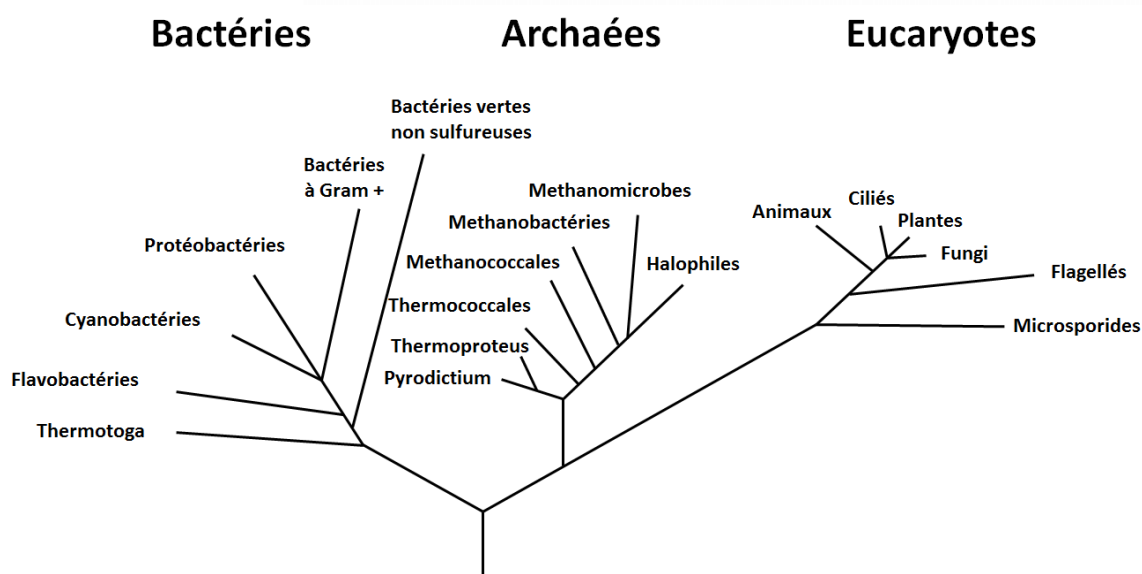 Bactéries
Archaées
Eucaryotes
Bactéries vertes
non sulfureuses
Bactéries
à Gram +
Protéobactéries
Cyanobactéries
Flavobactéries
Thermotoga
Methanomicrobes
Methanobactéries
Methanococcales
Halophiles
Thermococcales
Thermoproteus
Pyrodictium
Animaux
Ciliés
Plantes
Fungi
Flagellés
Microsporides